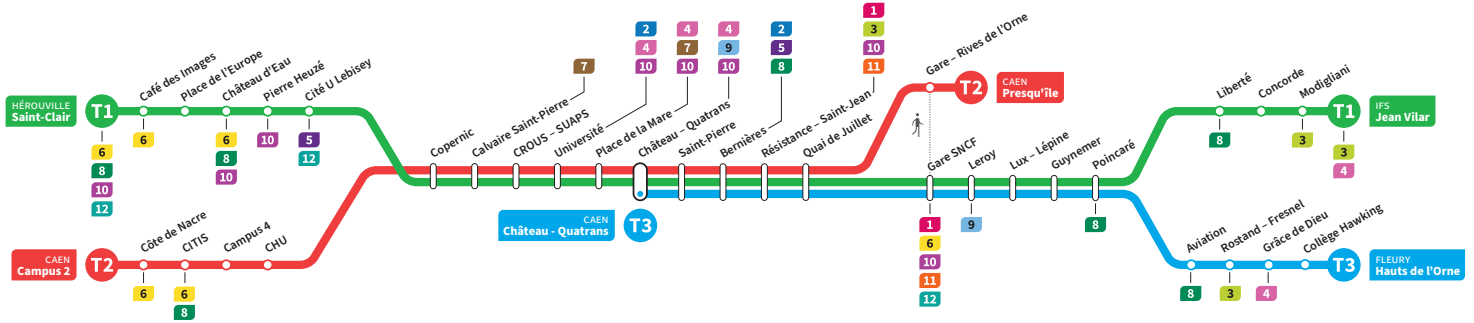 HÉROUVILLE
Saint-Clair
T1
6
8
10
12
Café des Images
6
Place de l'Europe
Château d'Eau
6
8
10
Pierre Heuzé
10
Cité U Lebisey
5
12
CAEN
Campus 2
T2
Côte de Nacre
6
CITIS
6
8
Campus 4
CHU
Copernic
Calvaire Saint-Pierre
7
CROUS – SUAPS
Université
2
4
10
Place de la Mare
4
7
10
Château – Quatrans
4
9
10
Saint-Pierre
Bernières
2
5
8
Résistance – Saint-Jean
1
3
10
11
Quai de Juillet
CAEN
Château - Quatrans
T3
Gare – Rives de l'Orne
T2
CAEN
Presqu'île
Gare SNCF
1
6
10
11
12
Leroy
9
Lux – Lépine
Guynemer
Poincaré
8
Liberté
8
Concorde
Modigliani
3
T1
3
4
IFS
Jean Vilar
Aviation
8
Rostand – Fresnel
3
Grâce de Dieu
4
Collège Hawking
T3
FLEURY
Hauts de l'Orne